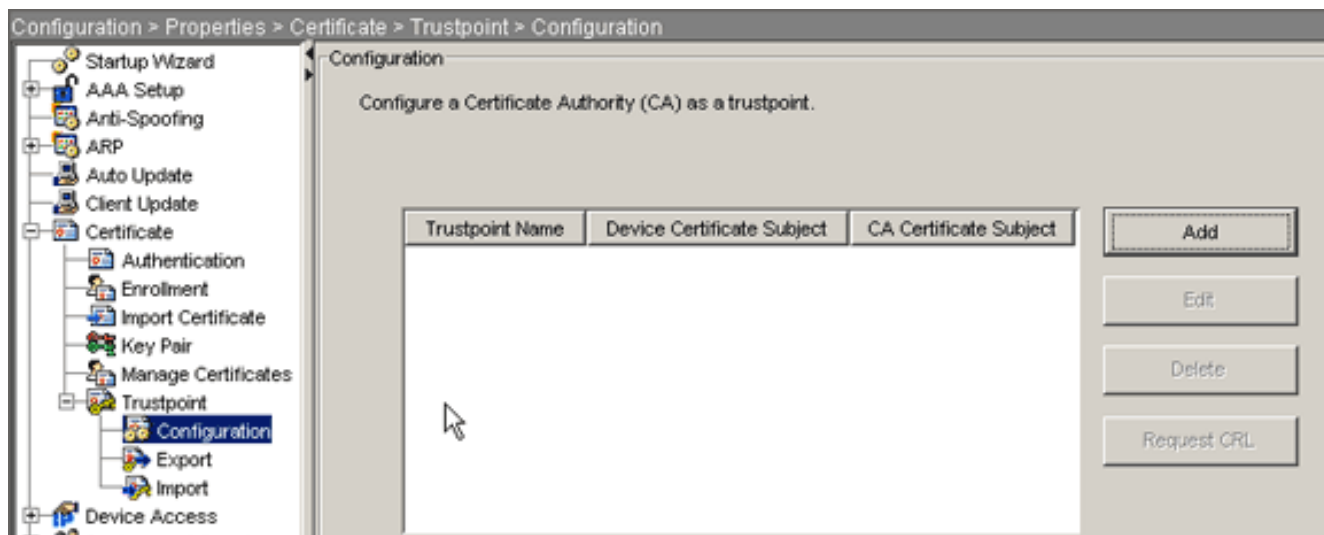 Configuration > Properties > Certificate > Trustpoint > Configuration
Startup Wizard
AAA Setup
Anti-Spoofing
ARP
Auto Update
Client Update
Certificate
Authentication
Enrollment
Import Certificate
Key Pair
Manage Certificates
Trustpoint
Configuration
Export
Import
Device Access
Configuration
Configure a Certificate Authority (CA) as a trustpoint.
Trustpoint Name Device Certificate Subject CA Certificate Subject
Add
Edit
Delete
Request CRL